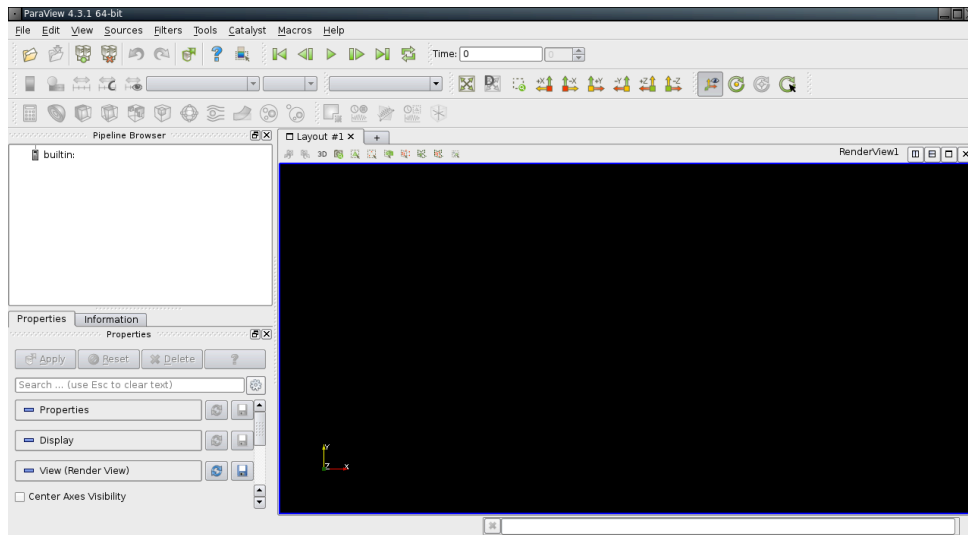 ParaView 4.3.1 64-bit
File Edit View Sources Filters Tools Catalyst Macros Help
Time: 0 0
+X -X +Y -Y +Z -Z
Pipeline Browser
Layout #1
builtin:
3D
RenderView1
Properties Information
Properties
Apply Reset Delete ?
Search ... (use Esc to clear text)
Properties
Display
View (Render View)
Center Axes Visibility
Y
Z X